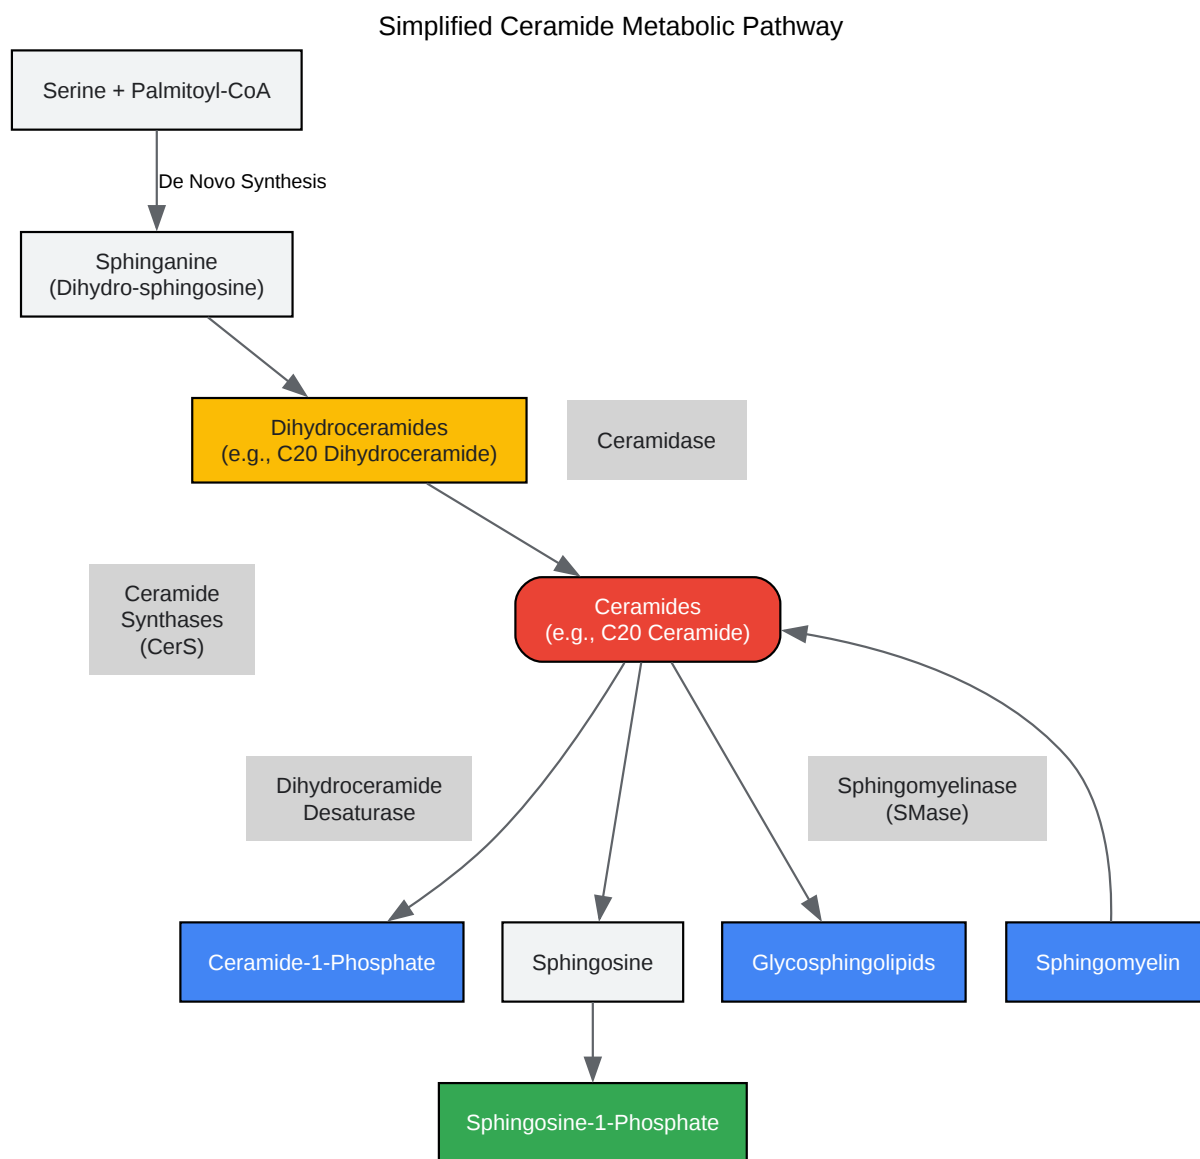 Simplified Ceramide Metabolic Pathway
Serine + Palmitoyl-CoA
De Novo Synthesis
Sphinganine
(Dihydro-sphingosine)
Dihydroceramides
(e.g., C20 Dihydroceramide)
Ceramidase
Ceramide
Synthases
(CerS)
Ceramides
(e.g., C20 Ceramide)
Dihydroceramide
Desaturase
Sphingomyelinase
(SMase)
Ceramide-1-Phosphate
Sphingosine
Glycosphingolipids
Sphingomyelin
Sphingosine-1-Phosphate